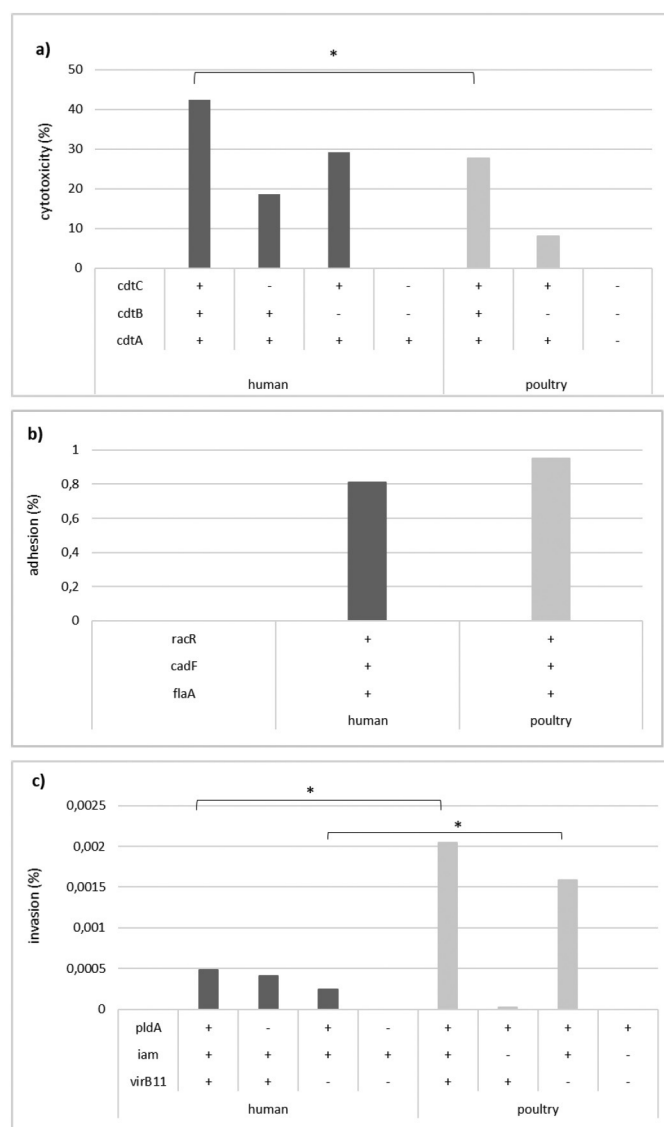 a)
*
50
40
30
20
10
0
cytotoxicity (%)
cdtC + - + - + + -
cdtB + + - - + - -
cdtA + + + + + + -
human poultry
b)
1
0,8
0,6
0,4
0,2
0
adhesion (%)
racR + +
cadF + +
flaA + +
human poultry
c)
*
*
0,0025
0,002
0,0015
0,001
0,0005
0
invasion (%)
pldA + - + - + + + +
iam + + + + + - + -
virB11 + + - - + + - -
human poultry